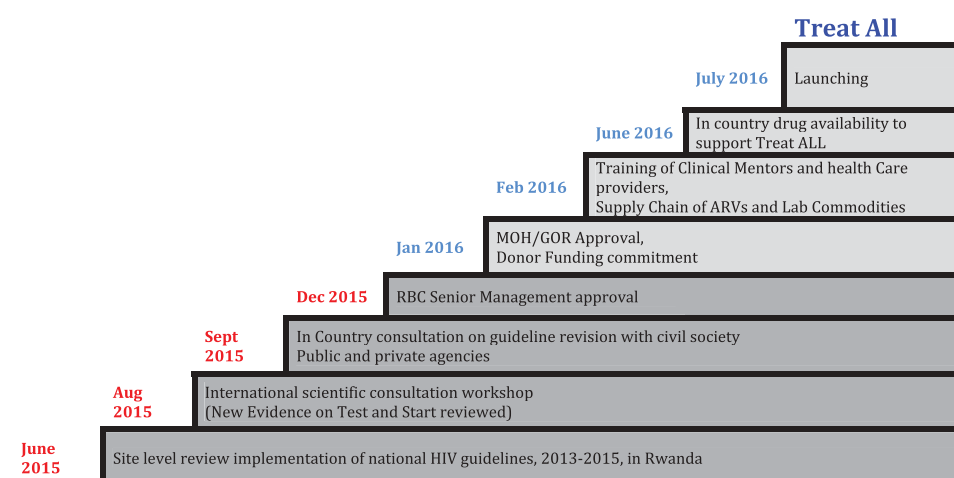 Treat All
July 2016
Launching
June 2016
In country drug availability to
support Treat ALL
Feb 2016
Training of Clinical Mentors and health Care
providers,
Supply Chain of ARVs and Lab Commodities
Jan 2016
MOH/GOR Approval,
Donor Funding commitment
Dec 2015
RBC Senior Management approval
Sept
2015
In Country consultation on guideline revision with civil society
Public and private agencies
Aug
2015
International scientific consultation workshop
(New Evidence on Test and Start reviewed)
June
2015
Site level review implementation of national HIV guidelines, 2013-2015, in Rwanda